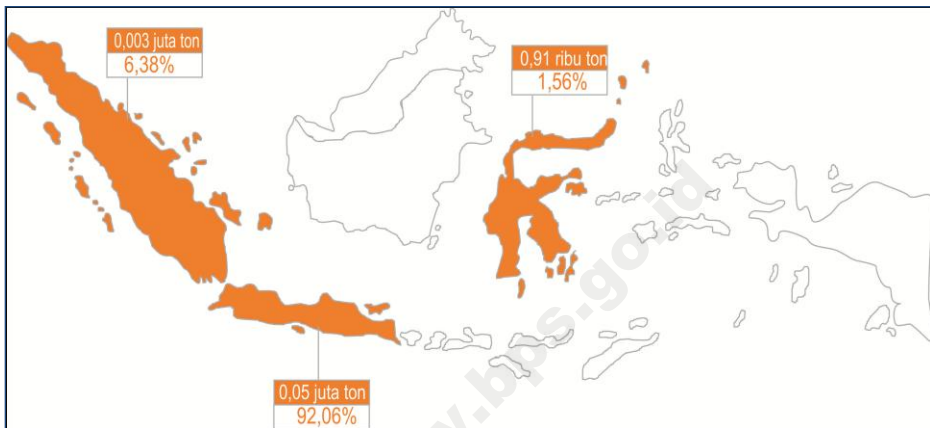 0,003 juta ton
6,38%
0,91 ribu ton
1,56%
0,05 juta ton
92,06%
.bps.go.id